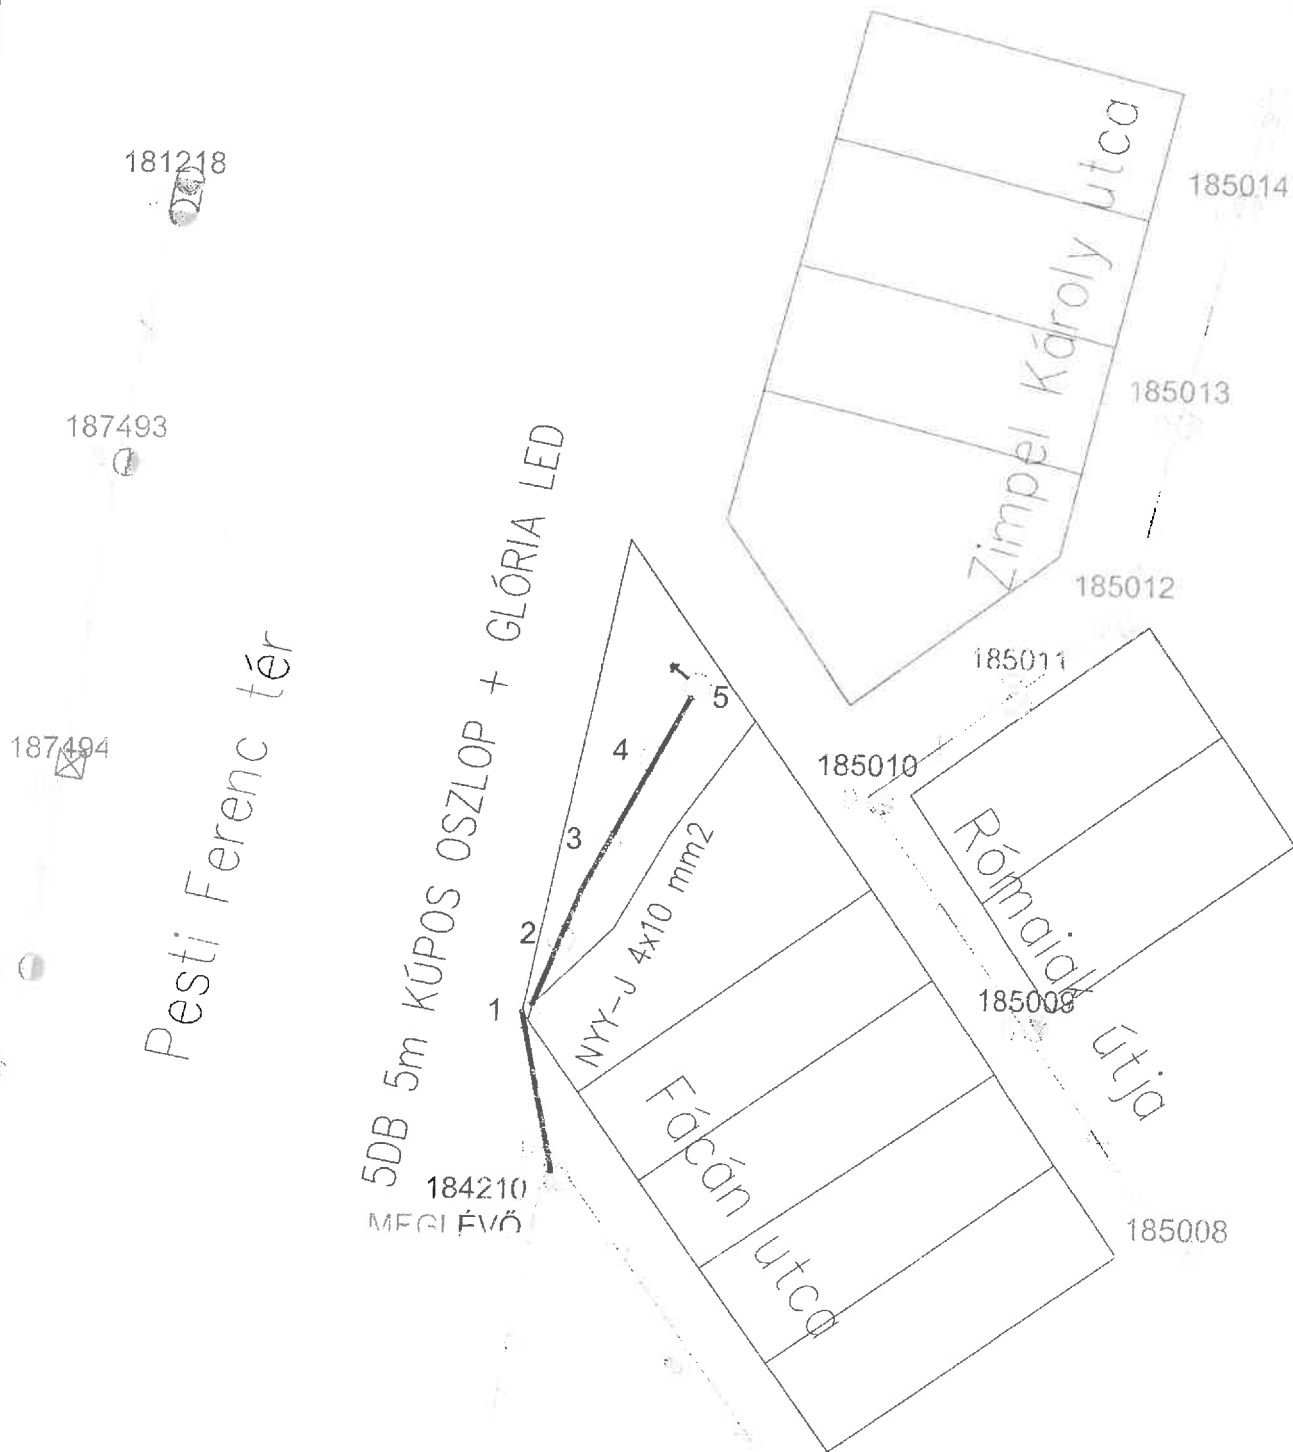 181218
185014
187493
185013
Zimpel Károly utca
185012
185011
5DB 5m KÚPOS OSZLOP + GLÓRIA LED
Pesti Ferenc tér
187494
5
4
185010
3
Rómaiak útja
NYY-J 4x10 mm2
2
1
185009
Fácán utca
184210
MEGLÉVŐ
185008